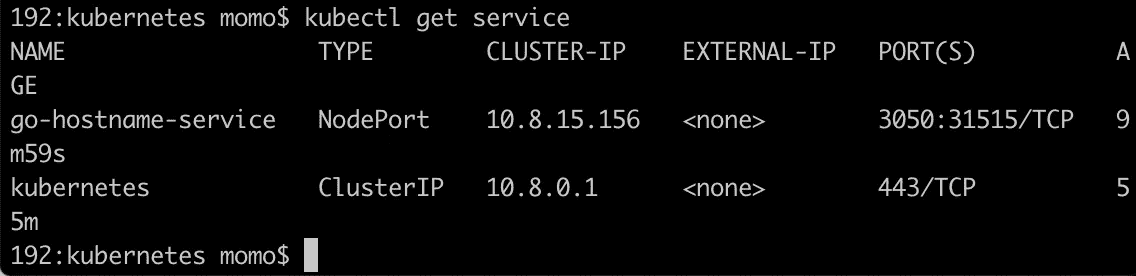 192:kubernetes momo$ kubectl get service
NAME                  TYPE        CLUSTER-IP    EXTERNAL-IP   PORT(S)          A
GE
go-hostname-service   NodePort    10.8.15.156   <none>        3050:31515/TCP   9
m59s
kubernetes            ClusterIP   10.8.0.1      <none>        443/TCP          5
5m
192:kubernetes momo$